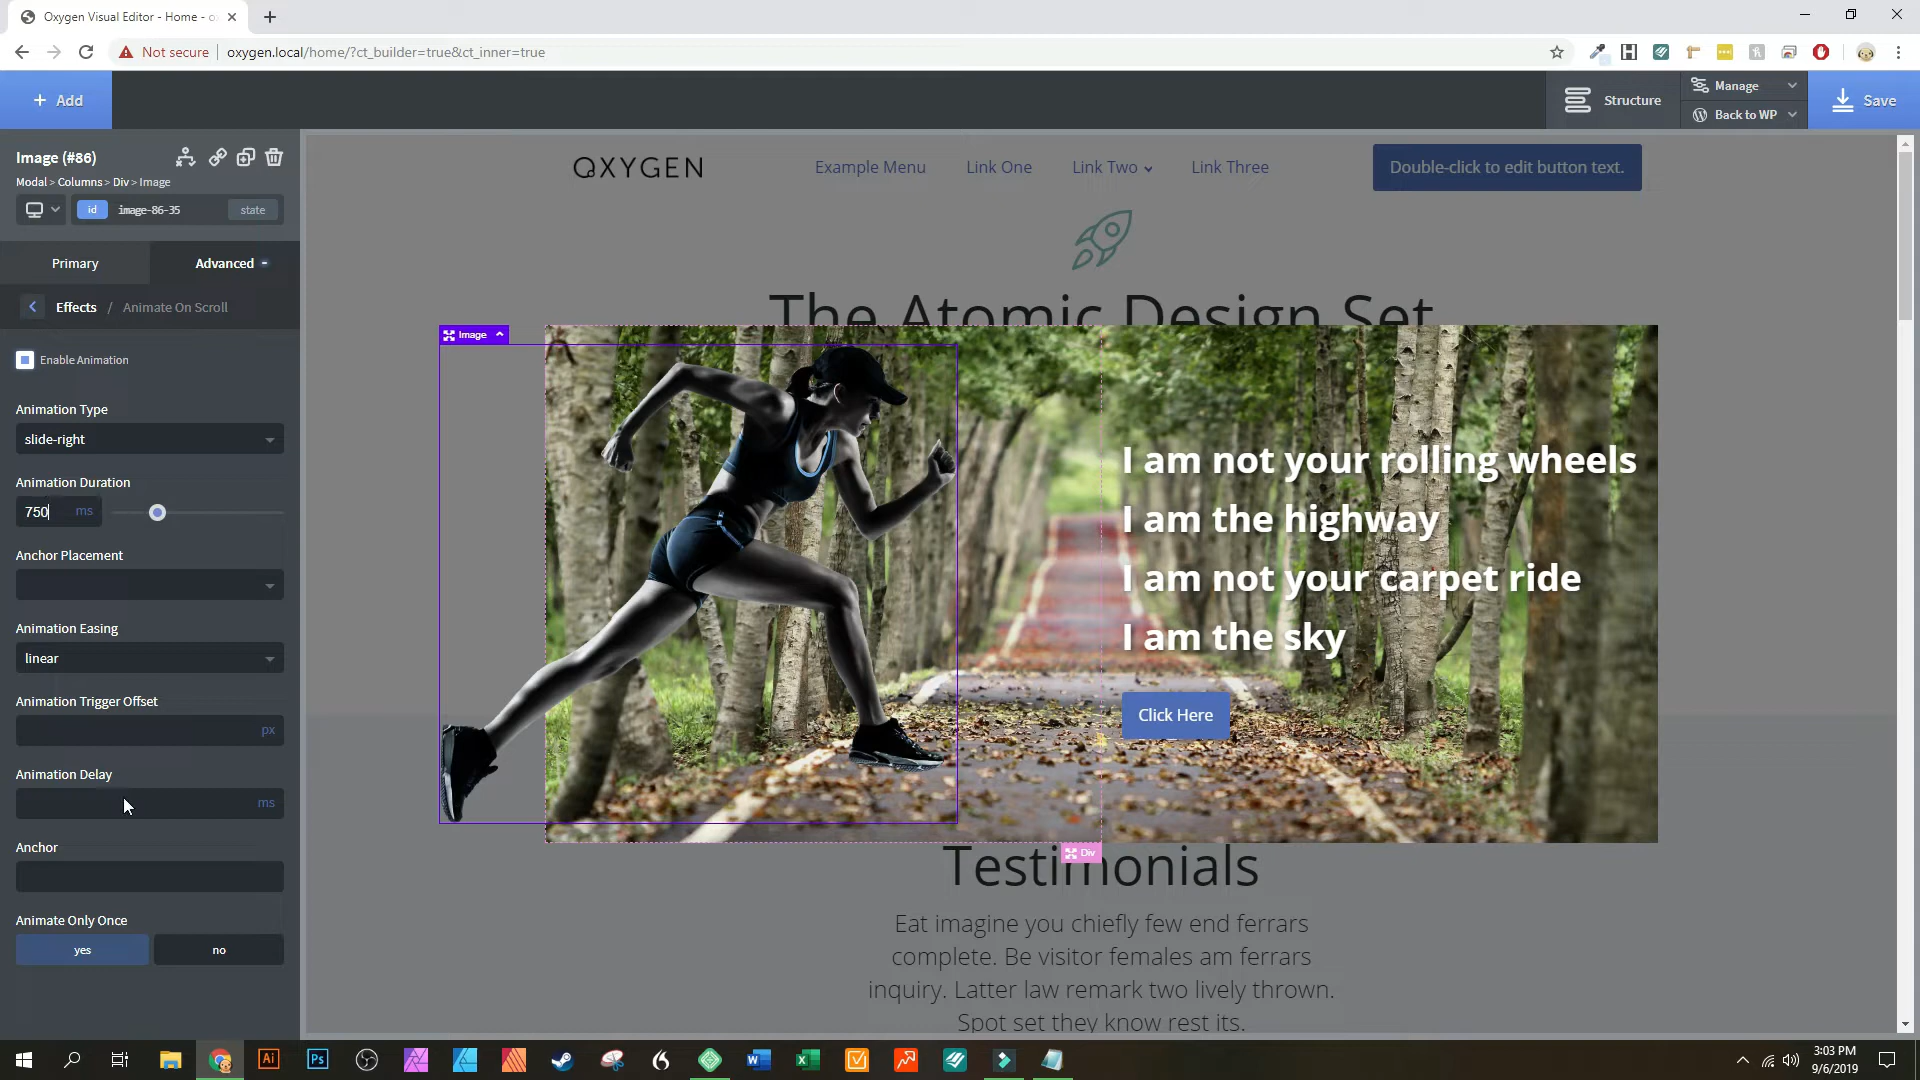 Oxygen Visual Editor - Home - o
Not secure
oxygen.local/home/?ct_builder=true&ct_inner=true
+ Add
Structure
Manage
Back to WP
Save
Image (#86)
Modal > Columns > Div > Image
id
image-86-35
state
Primary
Advanced
Effects / Animate On Scroll
Enable Animation
Animation Type
slide-right
Animation Duration
750
ms
Anchor Placement
Animation Easing
linear
Animation Trigger Offset
px
Animation Delay
ms
Anchor
Animate Only Once
yes
no
OXYGEN
Example Menu
Link One
Link Two
Link Three
Double-click to edit button text.
The Atomic Design Set
Image
I am not your rolling wheels
I am the highway
I am not your carpet ride
I am the sky
Click Here
Div
Testimonials
Eat imagine you chiefly few end ferrars
complete. Be visitor females am ferrars
inquiry. Latter law remark two lively thrown.
Spot set they know rest its.
Ai
Ps
3:03 PM
9/6/2019